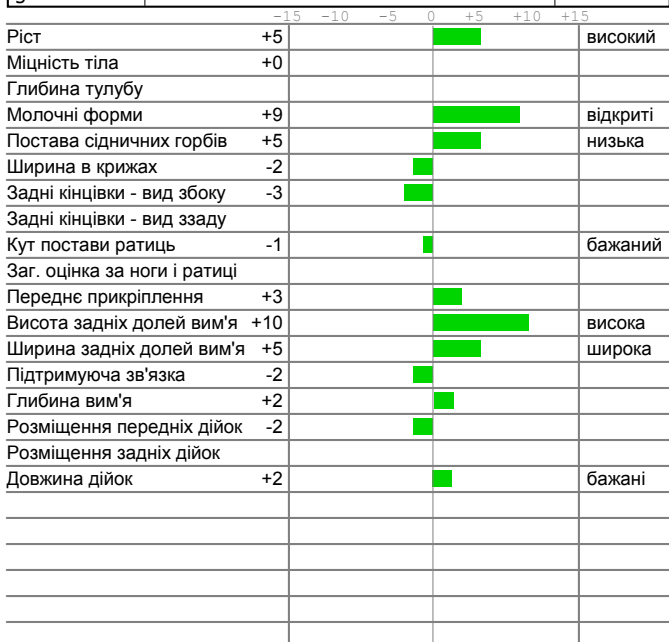 -15 -10 -5 0 +5 +10 +15
Ріст +5 високий
Міцність тіла +0
Глибина тулубу
Молочні форми +9 відкриті
Постава сідничних горбів +5 низька
Ширина в крижах -2
Задні кінцівки - вид збоку -3
Задні кінцівки - вид ззаду
Кут постави ратиць -1 бажаний
Заг. оцінка за ноги і ратиці
Переднє прикріплення +3
Висота задніх долей вим'я +10 висока
Ширина задніх долей вим'я +5 широка
Підтримуюча зв'язка -2
Глибина вим'я +2
Розміщення передніх дійок -2
Розміщення задніх дійок
Довжина дійок +2 бажані